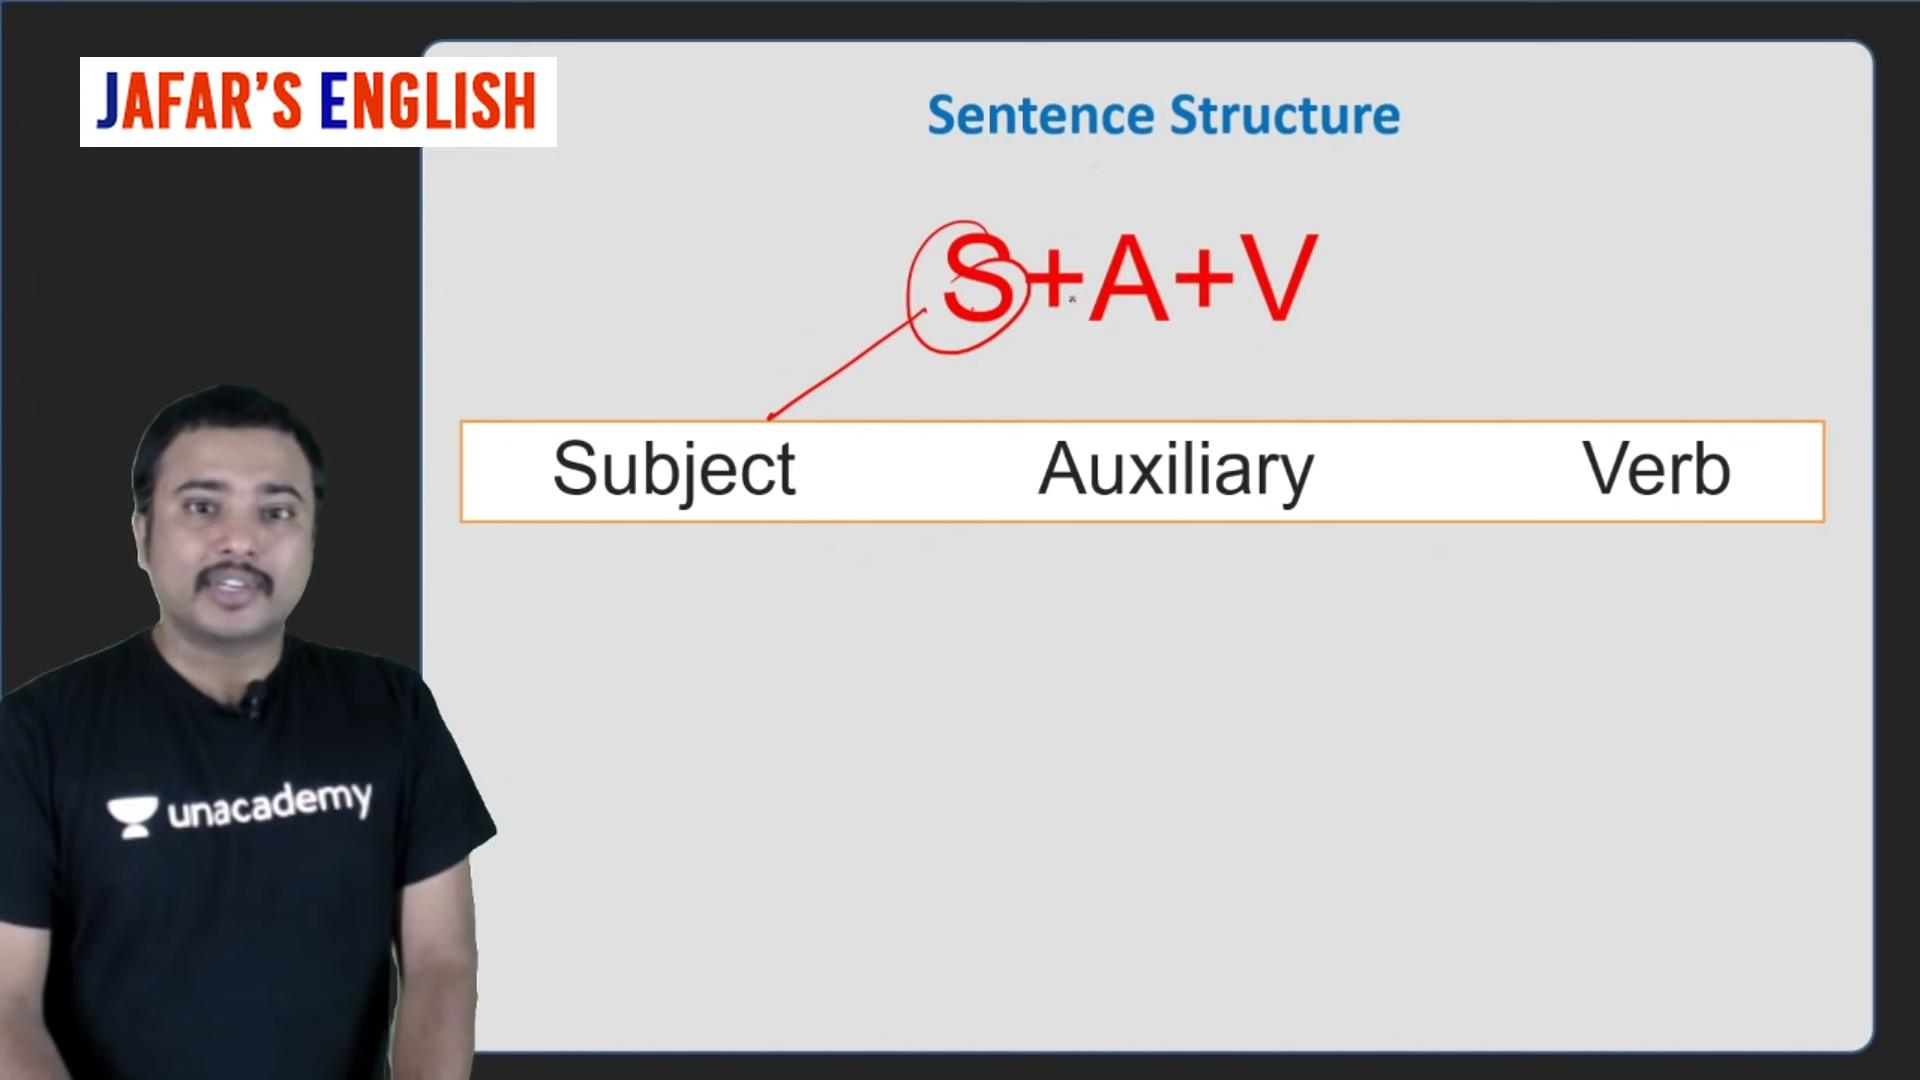 JAFAR'S ENGLISH
Sentence Structure
S+A+V
Subject Auxiliary Verb
unacademy